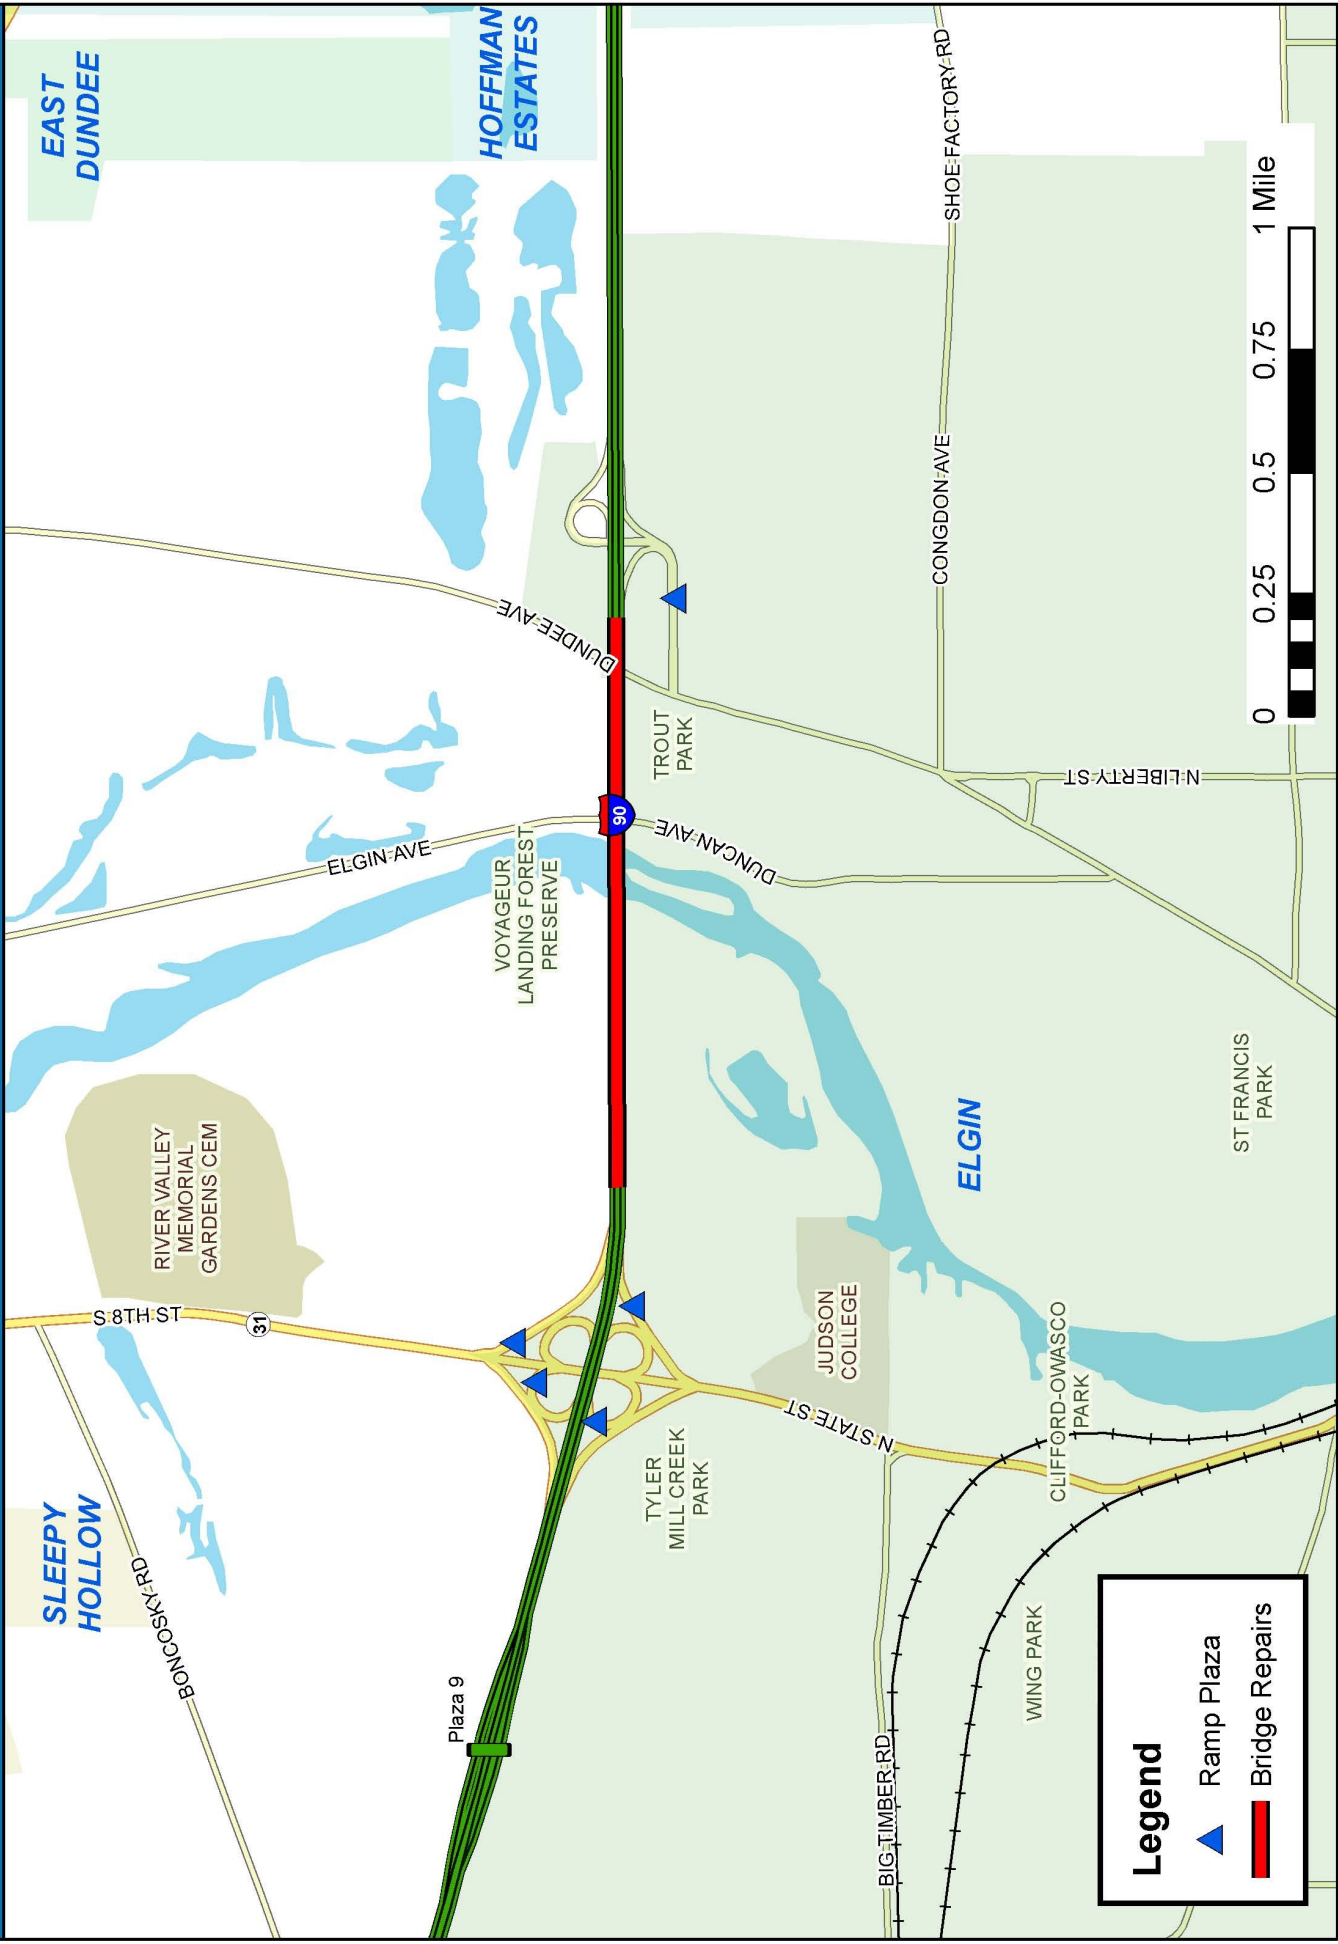 SLEEPY
HOLLOW
EAST
DUNDEE
S 8TH ST
31
RIVER VALLEY
MEMORIAL
GARDENS CEM
BONCOSKY RD
ELGIN AVE
HOFFMAN
ESTATES
Plaza 9
VOYAGEUR
LANDING FOREST
PRESERVE
DUNDEE AVE
90
TYLER
MILL CREEK
PARK
TROUT
PARK
DUNCAN AVE
N STATE ST
JUDSON
COLLEGE
BIG TIMBER RD
ELGIN
CONGDON AVE
SHOE FACTORY RD
WING PARK
CLIFFORD-OWASCO
PARK
N LIBERTY ST
ST FRANCIS
PARK
Legend
Ramp Plaza
Bridge Repairs
0 0.25 0.5 0.75 1 Mile